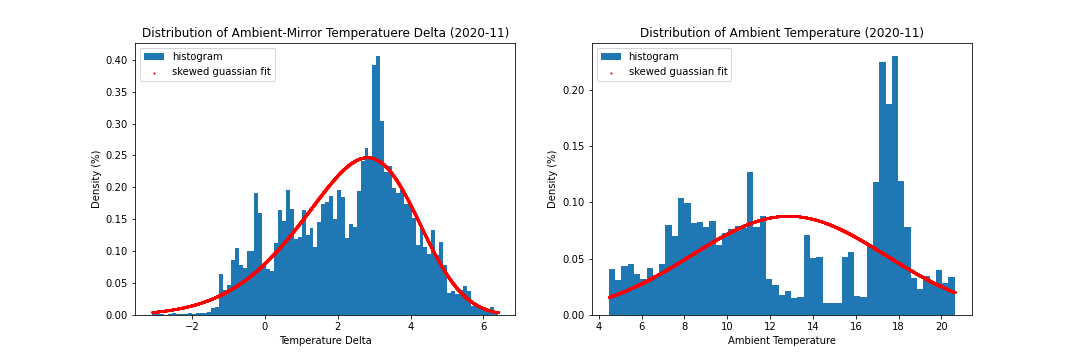 Distribution of Ambient-Mirror Temperatuere Delta (2020-11)
histogram
skewed guassian fit
0.40
0.35
0.30
0.25
0.20
0.15
0.10
0.05
0.00
Density (%)
−2
0
2
4
6
Temperature Delta
Distribution of Ambient Temperature (2020-11)
histogram
skewed guassian fit
0.20
0.15
0.10
0.05
0.00
Density (%)
4
6
8
10
12
14
16
18
20
Ambient Temperature